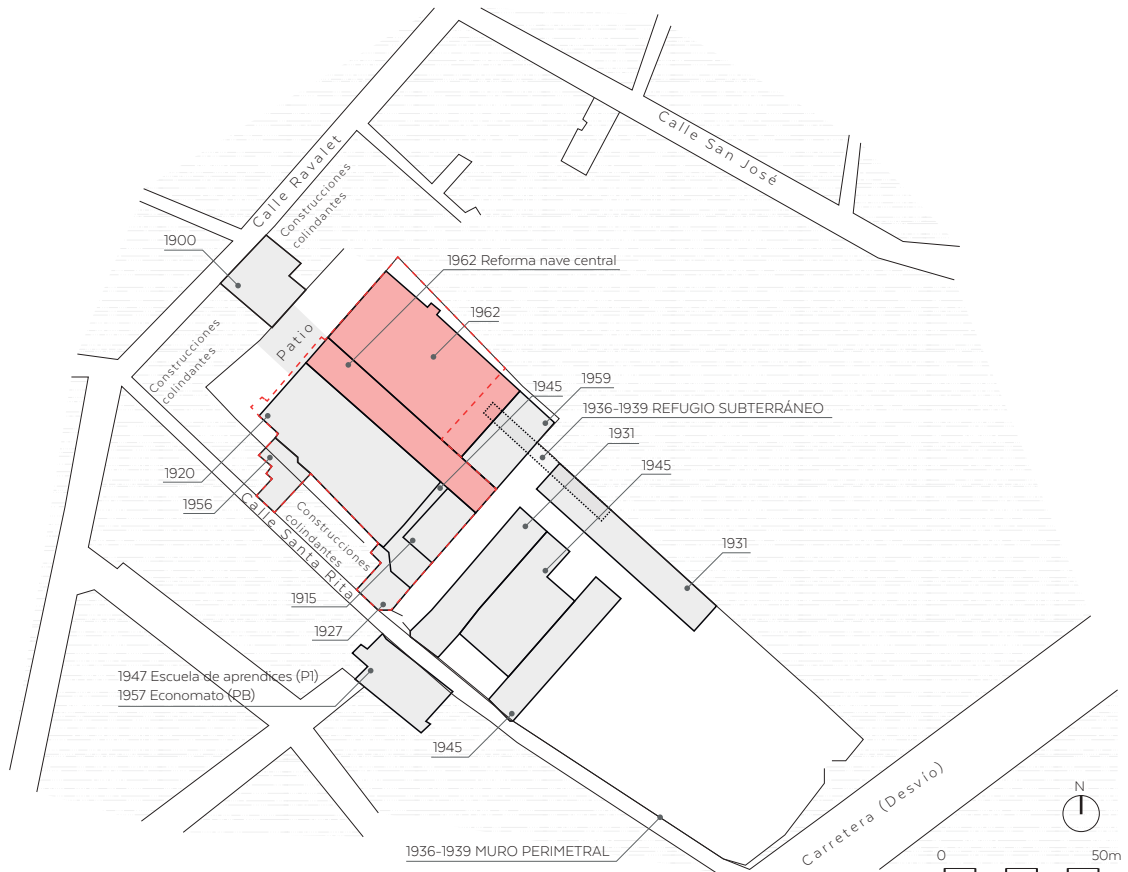 Calle San José
Calle Ravalet
Construcciones
colindantes
1900
1962 Reforma nave central
1962
Patio
Construcciones
colindantes
1945
1959
1936-1939 REFUGIO SUBTERRÁNEO
1931
1945
1920
1956
Calle Santa Rita
Construcciones
colindantes
1931
1915
1927
1947 Escuela de aprendices (P1)
1957 Economato (PB)
1945
Carretera (Desvío)
N
1936-1939 MURO PERIMETRAL
0 50m